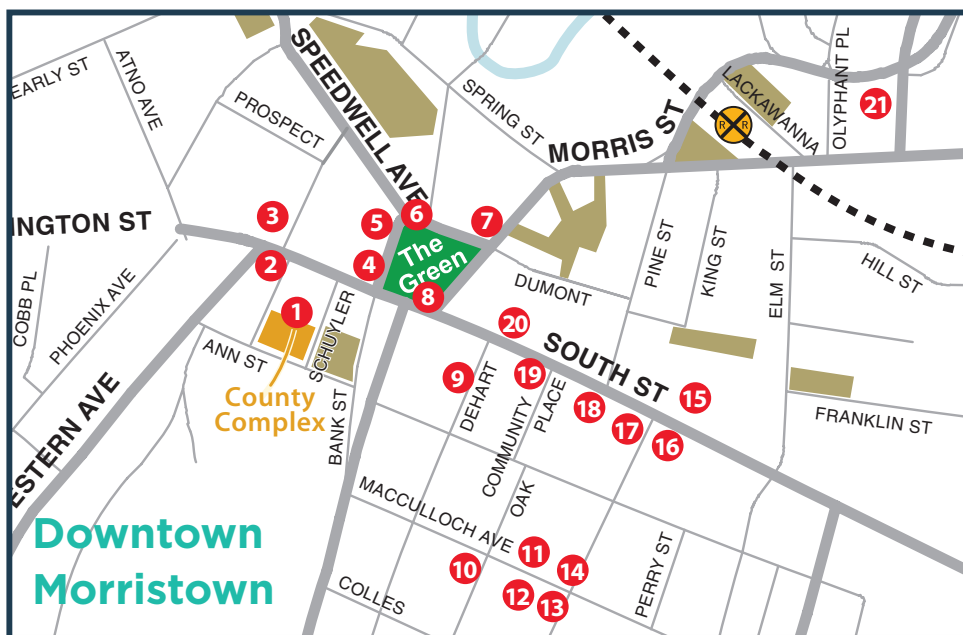 EARLY ST
ATNO AVE
PROSPECT
SPEEDWELL AVE
SPRING ST
MORRIS ST
LACKAWANNA
OLYPHANT PL
R R
21
INGTON ST
3
2
5
6
7
4
The
Green
8
COBB PL
PHOENIX AVE
1
SCHUYLER
ANN ST
County
Complex
BANK ST
ESTERN AVE
DUMONT
PINE ST
KING ST
ELM ST
HILL ST
20
SOUTH ST
9
DEHART
19
COMMUNITY
PLACE
18
17
15
16
FRANKLIN ST
MACCULLOCH AVE
OAK
10
11
12
13
14
PERRY ST
COLLES
Downtown
Morristown